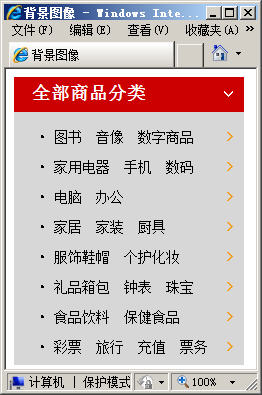 背景图像 - Windows Inte...
文件(F) 编辑(E) 查看(V) 收藏夹(A) »
背景图像
全部商品分类
• 图书 音像 数字商品
• 家用电器 手机 数码
• 电脑 办公
• 家居 家装 厨具
• 服饰鞋帽 个护化妆
• 礼品箱包 钟表 珠宝
• 食品饮料 保健食品
• 彩票 旅行 充值 票务
计算机 | 保护模式 100%